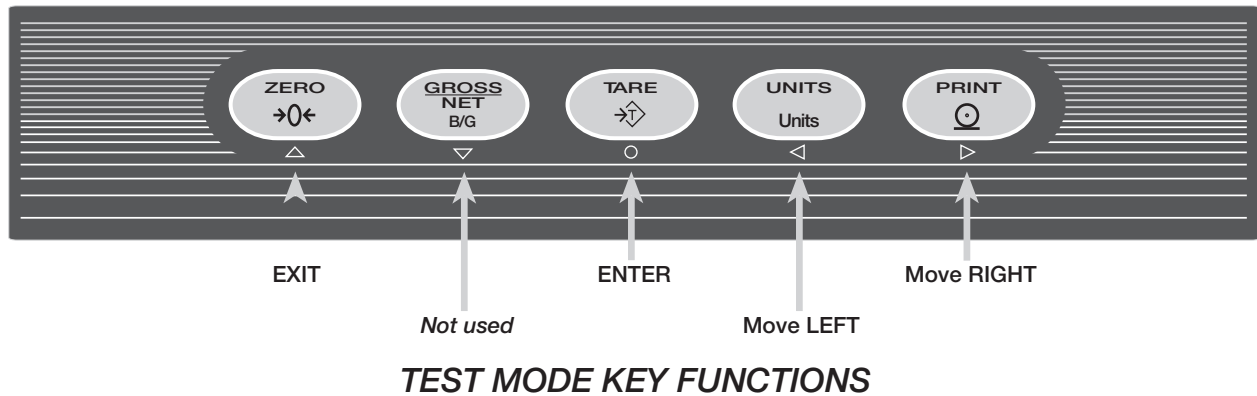 ZERO
→0←
GROSS
NET
B/G
TARE
→T
UNITS
Units
PRINT
EXIT
Not used
ENTER
Move LEFT
Move RIGHT
TEST MODE KEY FUNCTIONS